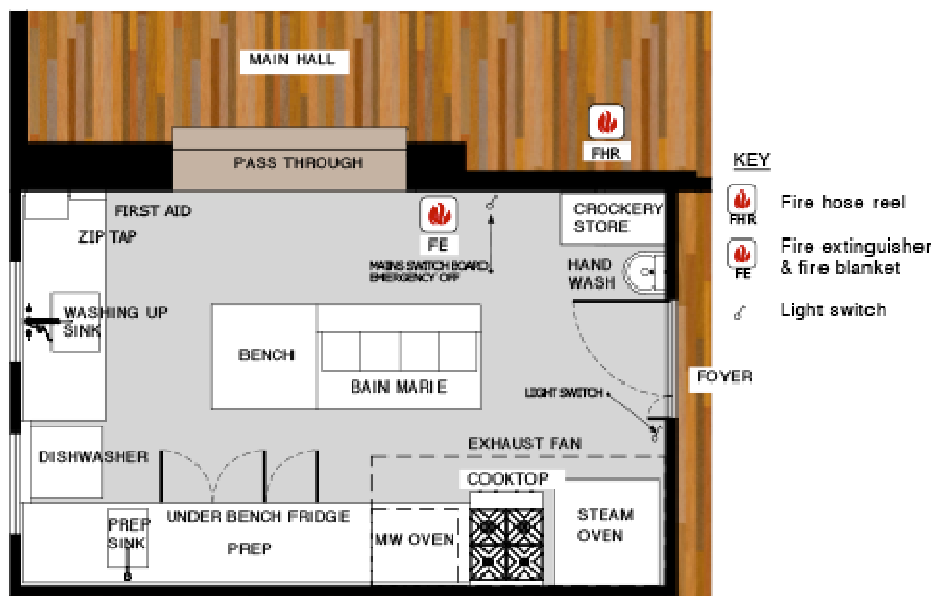 MAIN HALL
FHR
PASS THROUGH
KEY
FHR
Fire hose reel
FIRST AID
ZIP TAP
FE
CROCKERY
STORE
FE
Fire extinguisher
& fire blanket
MAINS SWITCH BOARD,
EMERGENCY OFF
HAND
WASH
WASHING UP
SINK
Light switch
BENCH
BAINI MARIE
FOYER
LIGHT SWITCH
DISHWASHER
EXHAUST FAN
COOKTOP
PREP
SINK
UNDER BENCH FRIDGE
PREP
MW OVEN
STEAM
OVEN